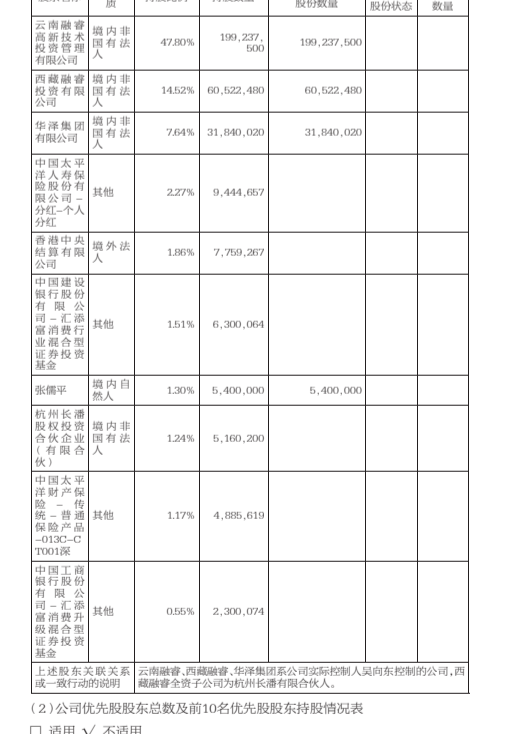 质
股份数量
股份状态
数量
云南融睿
高新技术
投资管理
有限公司
境内非
国有法
人
47.80%
199,237,
500
199,237,500
西藏融睿
投资有限
公司
境内非
国有法
人
14.52%
60,522,480
60,522,480
华泽集团
有限公司
境内非
国有法
人
7.64%
31,840,020
31,840,020
中国太平
洋人寿保
险股份有
限公司–
分红–个人
分红
其他
2.27%
9,444,657
香港中央
结算有限
公司
境外法
人
1.86%
7,759,267
中国建设
银行股份
有限公
司–汇添
富消费行
业混合型
证券投资
基金
其他
1.51%
6,300,064
张儒平
境内自
然人
1.30%
5,400,000
5,400,000
杭州长潘
股权投资
合伙企业
(有限合
伙)
境内非
国有法
人
1.24%
5,160,200
中国太平
洋财产保
险–传
统–普通
保险产品
–013C–C
T001深
其他
1.17%
4,885,619
中国工商
银行股份
有限公
司–汇添
富消费升
级混合型
证券投资
基金
其他
0.55%
2,300,074
上述股东关联关系
或一致行动的说明
云南融睿、西藏融睿、华泽集团系公司实际控制人吴向东控制的公司,西
藏融睿全资子公司为杭州长潘有限合伙人。
(2)公司优先股股东总数及前10名优先股股东持股情况表
□ 适用 √ 不适用